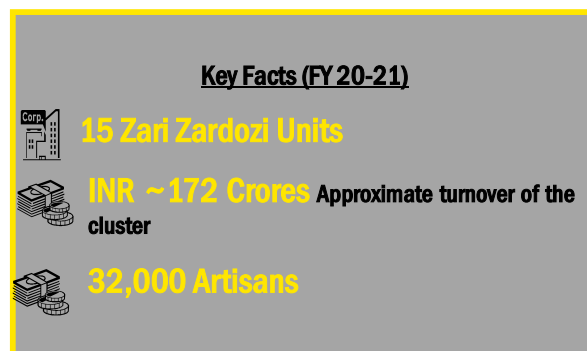 Key Facts (FY 20-21)
Corp.
15 Zari Zardozi Units
INR ~172 Crores Approximate turnover of the
cluster
32,000 Artisans